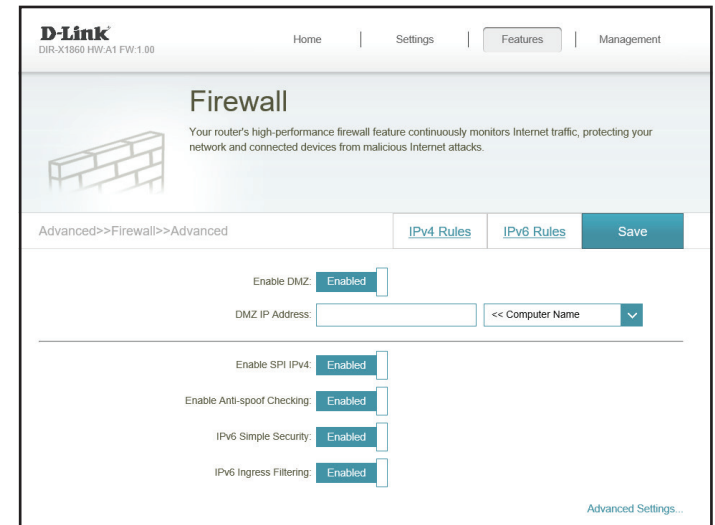 D-Link
DIR-X1860 HW:A1 FW:1.00
Home | Settings | Features | Management
Firewall
Your router's high-performance firewall feature continuously monitors Internet traffic, protecting your
network and connected devices from malicious Internet attacks.
Advanced>>Firewall>>Advanced IPv4 Rules IPv6 Rules Save
Enable DMZ: Enabled
DMZ IP Address: << Computer Name
Enable SPI IPv4: Enabled
Enable Anti-spoof Checking: Enabled
IPv6 Simple Security: Enabled
IPv6 Ingress Filtering: Enabled
Advanced Settings...